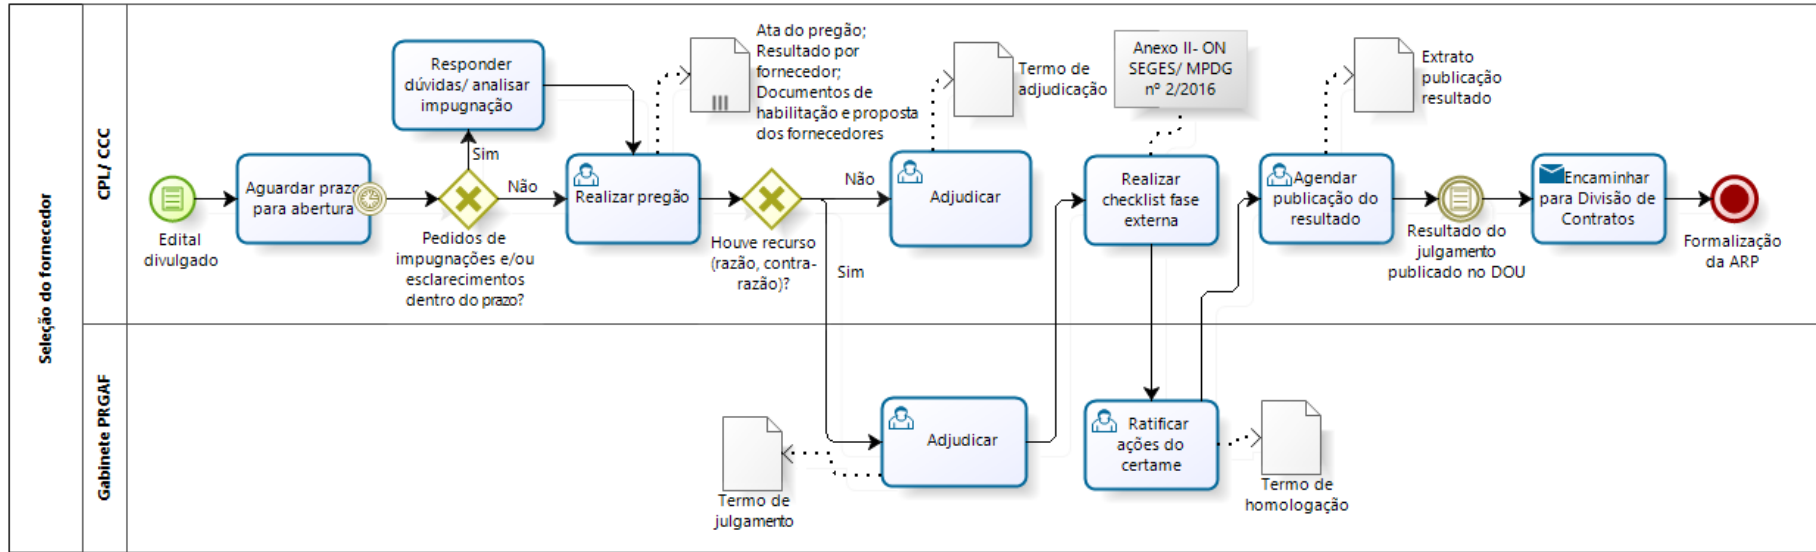 Seleção do fornecedor
CPL/ CCC
Edital
divulgado
Aguardar prazo
para abertura
Responder
dúvidas/ analisar
impugnação
Sim
Não
Pedidos de
impugnações e/ou
esclarecimentos
dentro do prazo?
Realizar pregão
Ata do pregão;
Resultado por
fornecedor;
Documentos de
habilitação e proposta
dos fornecedores
Houve recurso
(razão, contra-
razão)?
Não
Sim
Adjudicar
Termo de
adjudicação
Anexo II- ON
SEGES/ MPDG
nº 2/2016
Realizar
checklist fase
externa
Agendar
publicação do
resultado
Extrato
publicação
resultado
Resultado do
julgamento
publicado no DOU
Encaminhar
para Divisão de
Contratos
Formalização
da ARP
Gabinete PRGAF
Termo de
julgamento
Adjudicar
Ratificar
ações do
certame
Termo de
homologação